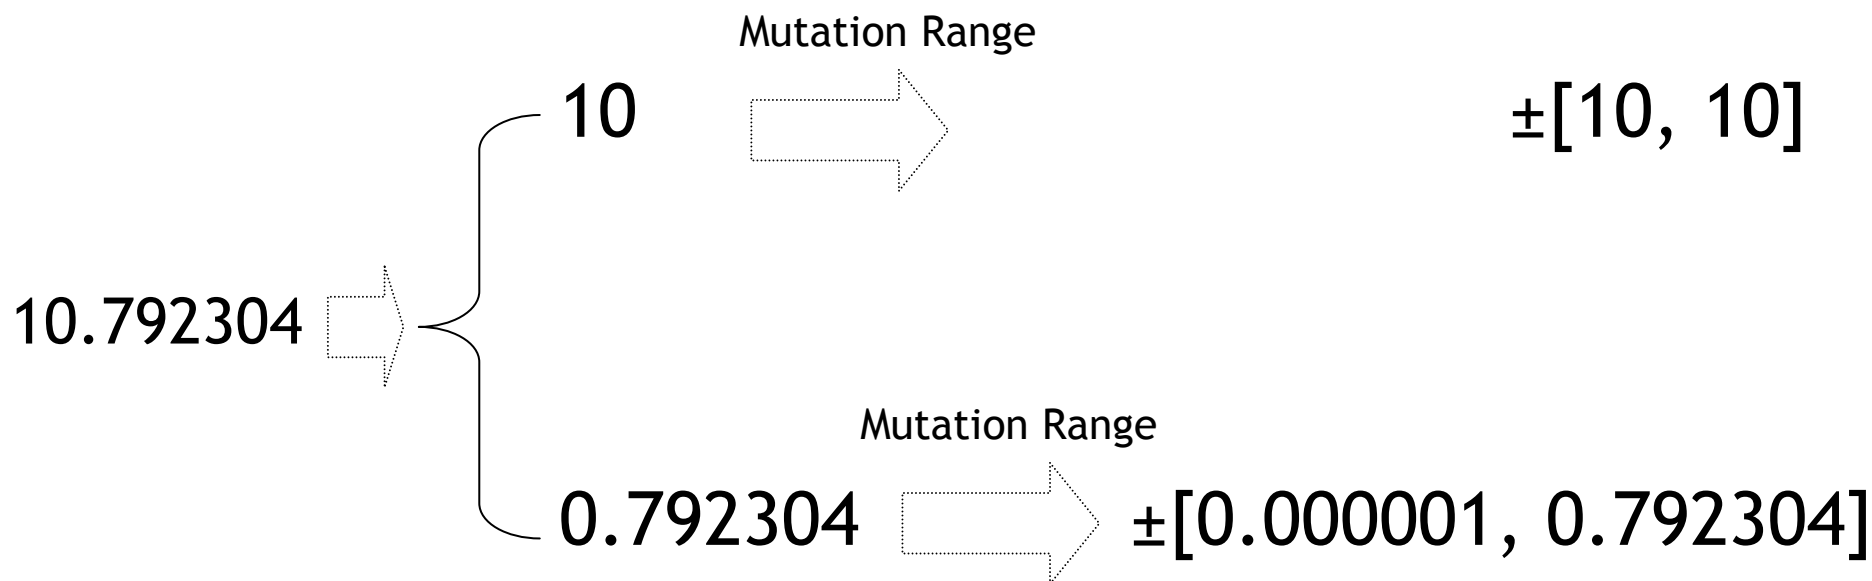 Mutation Range
10
±[10, 10]
10.792304
Mutation Range
0.792304
±[0.000001, 0.792304]